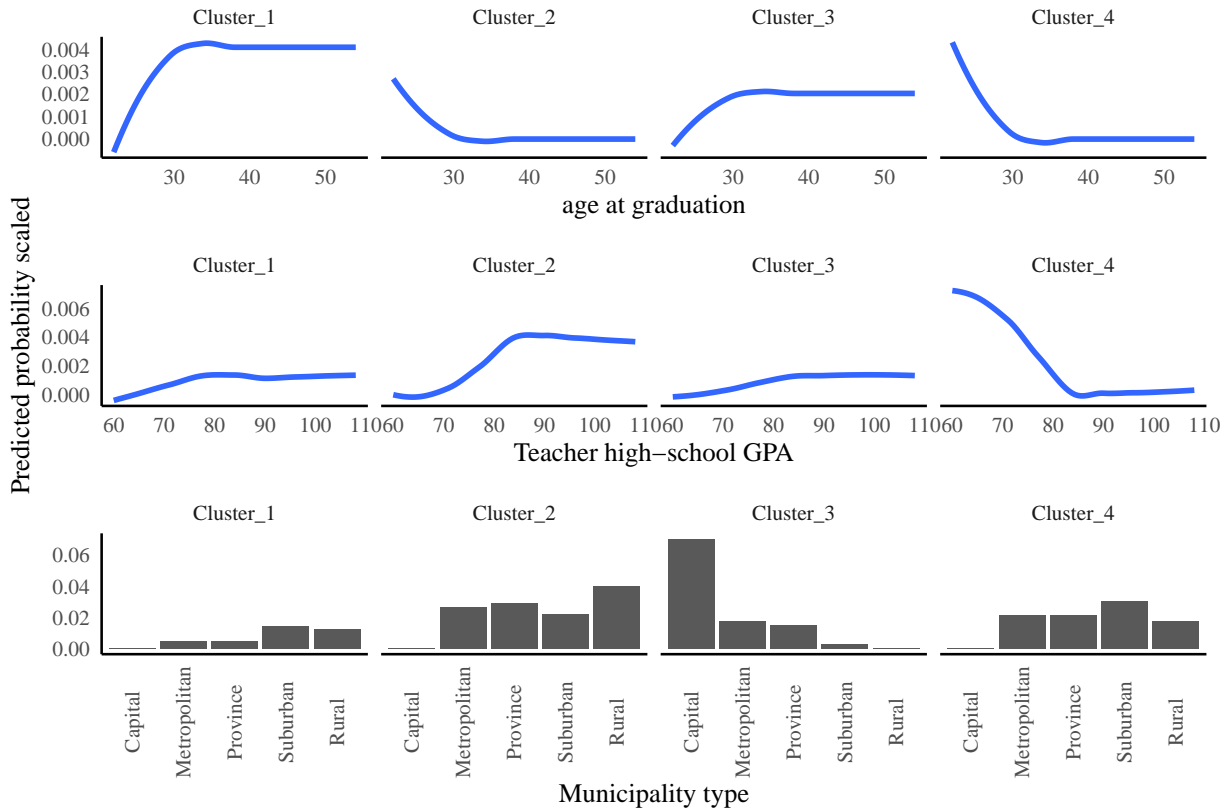 Cluster_1 Cluster_2 Cluster_3 Cluster_4
0.004
0.003
0.002
0.001
0.000
30 40 50 30 40 50 30 40 50 30 40 50
age at graduation
Predicted probability scaled
Cluster_1 Cluster_2 Cluster_3 Cluster_4
0.006
0.004
0.002
0.000
60 70 80 90 100 110 60 70 80 90 100 110 60 70 80 90 100 110 60 70 80 90 100 110
Teacher high−school GPA
Cluster_1 Cluster_2 Cluster_3 Cluster_4
0.06
0.04
0.02
0.00
Capital Metropolitan Province Suburban Rural Capital Metropolitan Province Suburban Rural Capital Metropolitan Province Suburban Rural Capital Metropolitan Province Suburban Rural
Municipality type